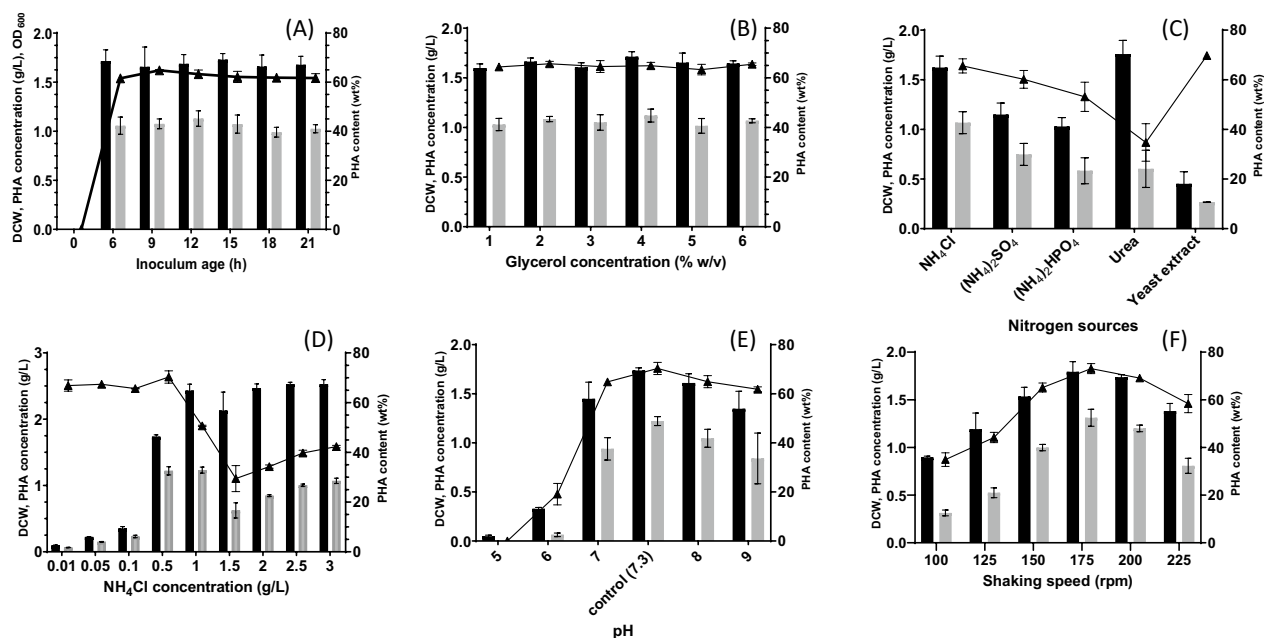 (A)
DCW, PHA concentration (g/L), OD600
2.0
1.5
1.0
0.5
0.0
80
60
40
20
0
PHA content (wt%)
0 6 9 12 15 18 21
Inoculum age (h)
(B)
DCW, PHA concentration (g/L)
2.0
1.5
1.0
0.5
0.0
80
60
40
20
0
PHA content (wt%)
1 2 3 4 5 6
Glycerol concentration (% w/v)
(C)
DCW, PHA concentration (g/L)
2.0
1.5
1.0
0.5
0.0
80
60
40
20
0
PHA content (wt%)
NH4Cl
(NH4)2SO4
(NH4)2HPO4
Urea
Yeast extract
Nitrogen sources
(D)
DCW, PHA concentration (g/L)
3
2
1
0
80
60
40
20
0
PHA content (wt%)
0.01 0.05 0.1 0.5 1 1.5 2 2.5 3
NH4Cl concentration (g/L)
(E)
DCW, PHA concentration (g/L)
2.0
1.5
1.0
0.5
0.0
80
60
40
20
0
PHA content (wt%)
5
6
7
control (7.3)
8
9
pH
(F)
DCW, PHA concentration (g/L)
2.0
1.5
1.0
0.5
0.0
80
60
40
20
0
PHA content (wt%)
100 125 150 175 200 225
Shaking speed (rpm)